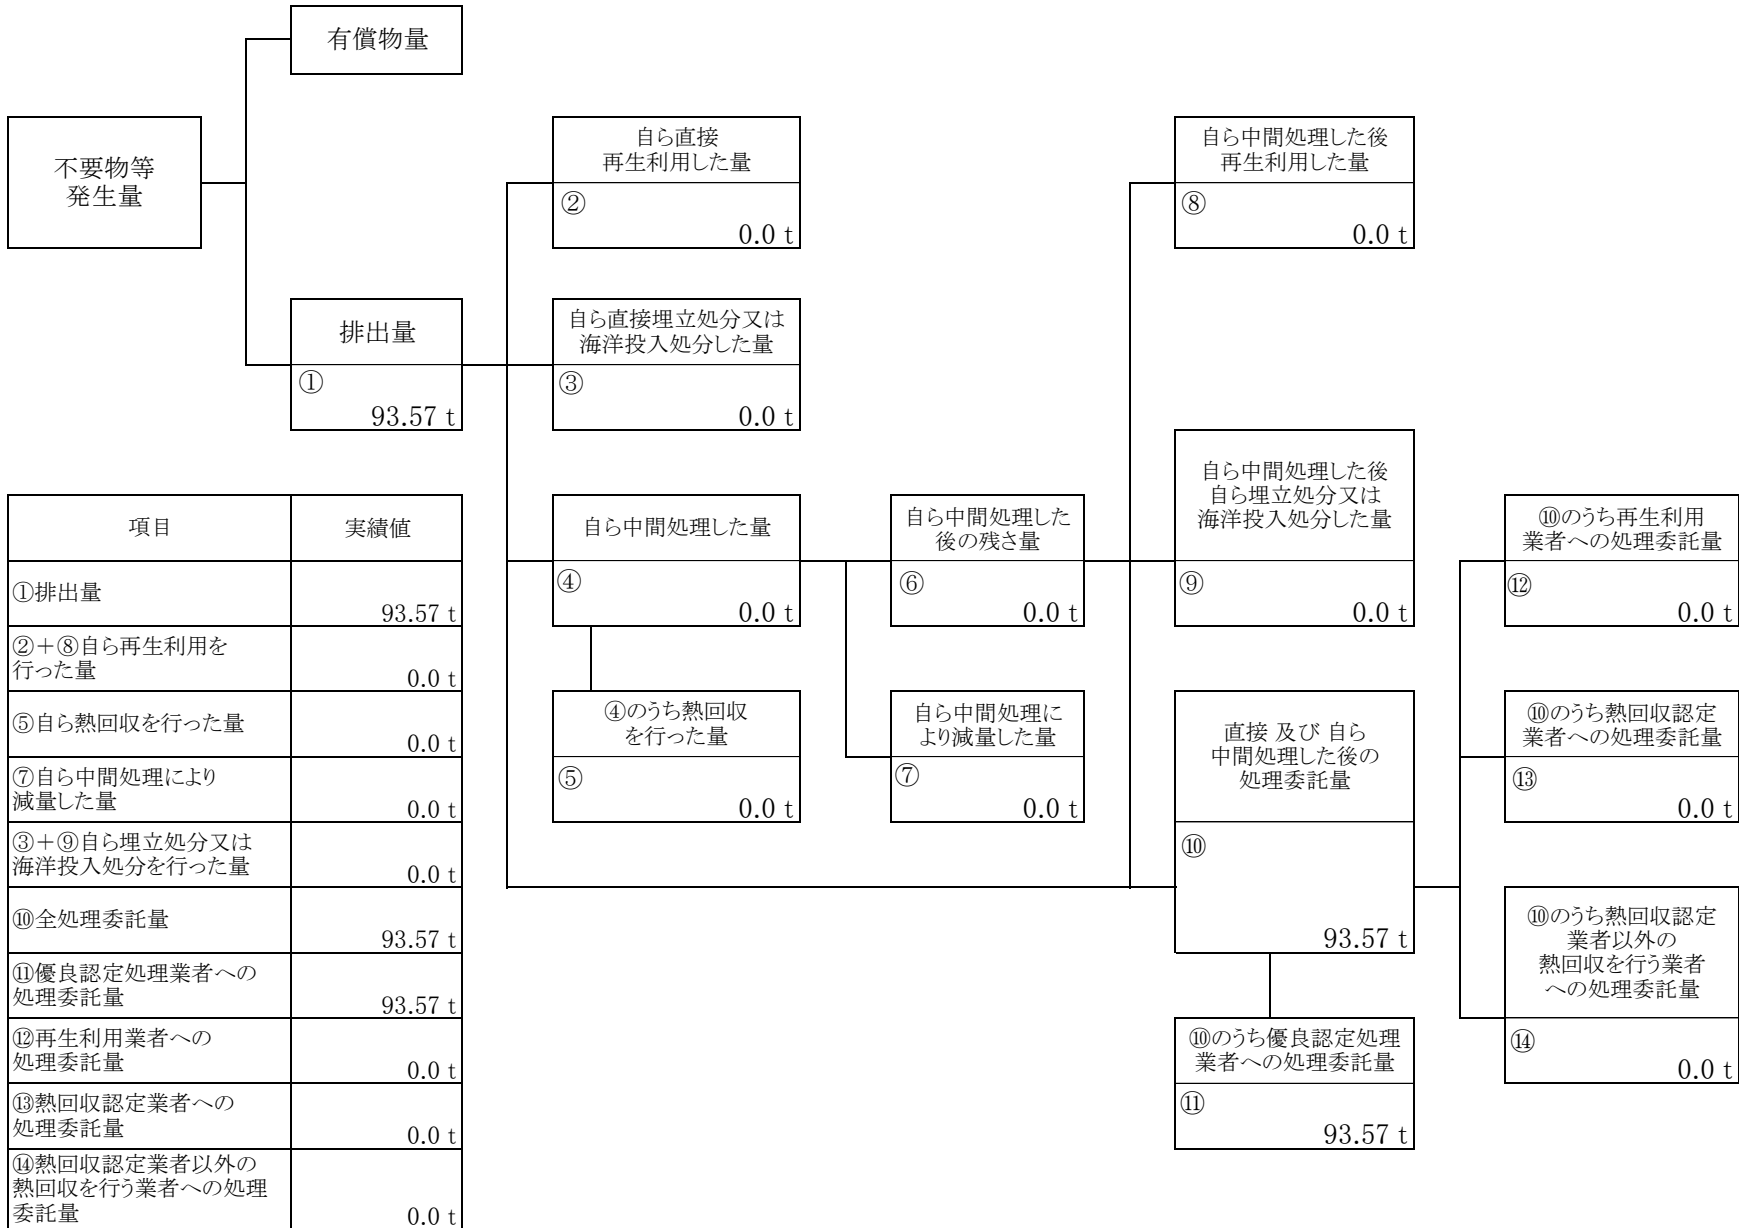 有償物量
不要物等
発生量
自ら直接
再生利用した量
②
0.0 t
自ら中間処理した後
再生利用した量
⑧
0.0 t
排出量
①
93.57 t
自ら直接埋立処分又は
海洋投入処分した量
③
0.0 t
自ら中間処理した量
④
0.0 t
自ら中間処理した
後の残さ量
⑥
0.0 t
自ら中間処理した後
自ら埋立処分又は
海洋投入処分した量
⑨
0.0 t
⑩のうち再生利用
業者への処理委託量
⑫
0.0 t
④のうち熱回収
を行った量
⑤
0.0 t
自ら中間処理に
より減量した量
⑦
0.0 t
直接 及び 自ら
中間処理した後の
処理委託量
⑩
93.57 t
⑩のうち熱回収認定
業者への処理委託量
⑬
0.0 t
⑩のうち熱回収認定
業者以外の
熱回収を行う業者
への処理委託量
⑭
0.0 t
⑩のうち優良認定処理
業者への処理委託量
⑪
93.57 t
項目 実績値
①排出量
93.57 t
②+⑧自ら再生利用を
行った量
0.0 t
⑤自ら熱回収を行った量
0.0 t
⑦自ら中間処理により
減量した量
0.0 t
③+⑨自ら埋立処分又は
海洋投入処分を行った量
0.0 t
⑩全処理委託量
93.57 t
⑪優良認定処理業者への
処理委託量
93.57 t
⑫再生利用業者への
処理委託量
0.0 t
⑬熱回収認定業者への
処理委託量
0.0 t
⑭熱回収認定業者以外の
熱回収を行う業者への処理
委託量
0.0 t